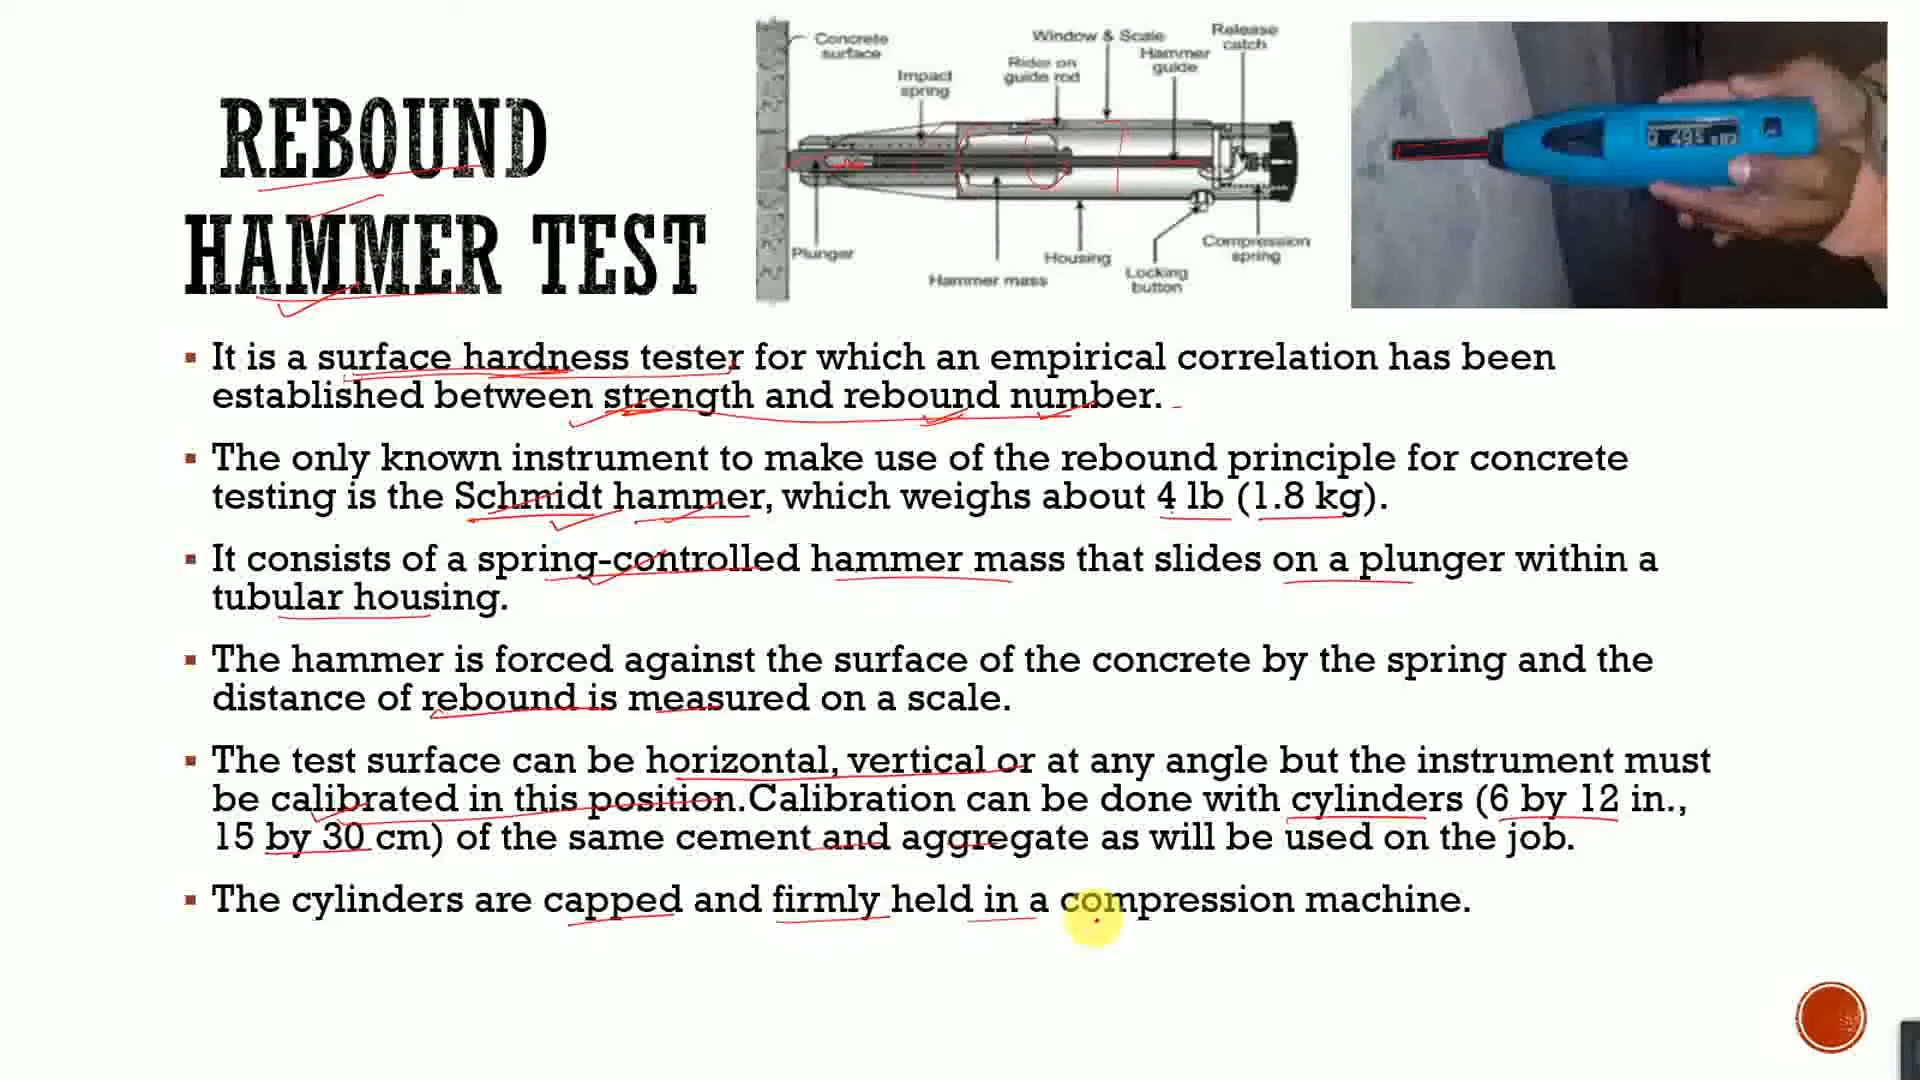 REBOUND
HAMMER TEST
Concrete
surface
Impact
spring
Window & Scale
Rider on
guide rod
Hammer
guide
Release
catch
Plunger
Hammer mass
Housing
Locking
button
Compression
spring
▪ It is a surface hardness tester for which an empirical correlation has been
established between strength and rebound number.
▪ The only known instrument to make use of the rebound principle for concrete
testing is the Schmidt hammer, which weighs about 4 lb (1.8 kg).
▪ It consists of a spring-controlled hammer mass that slides on a plunger within a
tubular housing.
▪ The hammer is forced against the surface of the concrete by the spring and the
distance of rebound is measured on a scale.
▪ The test surface can be horizontal, vertical or at any angle but the instrument must
be calibrated in this position.Calibration can be done with cylinders (6 by 12 in.,
15 by 30 cm) of the same cement and aggregate as will be used on the job.
▪ The cylinders are capped and firmly held in a compression machine.